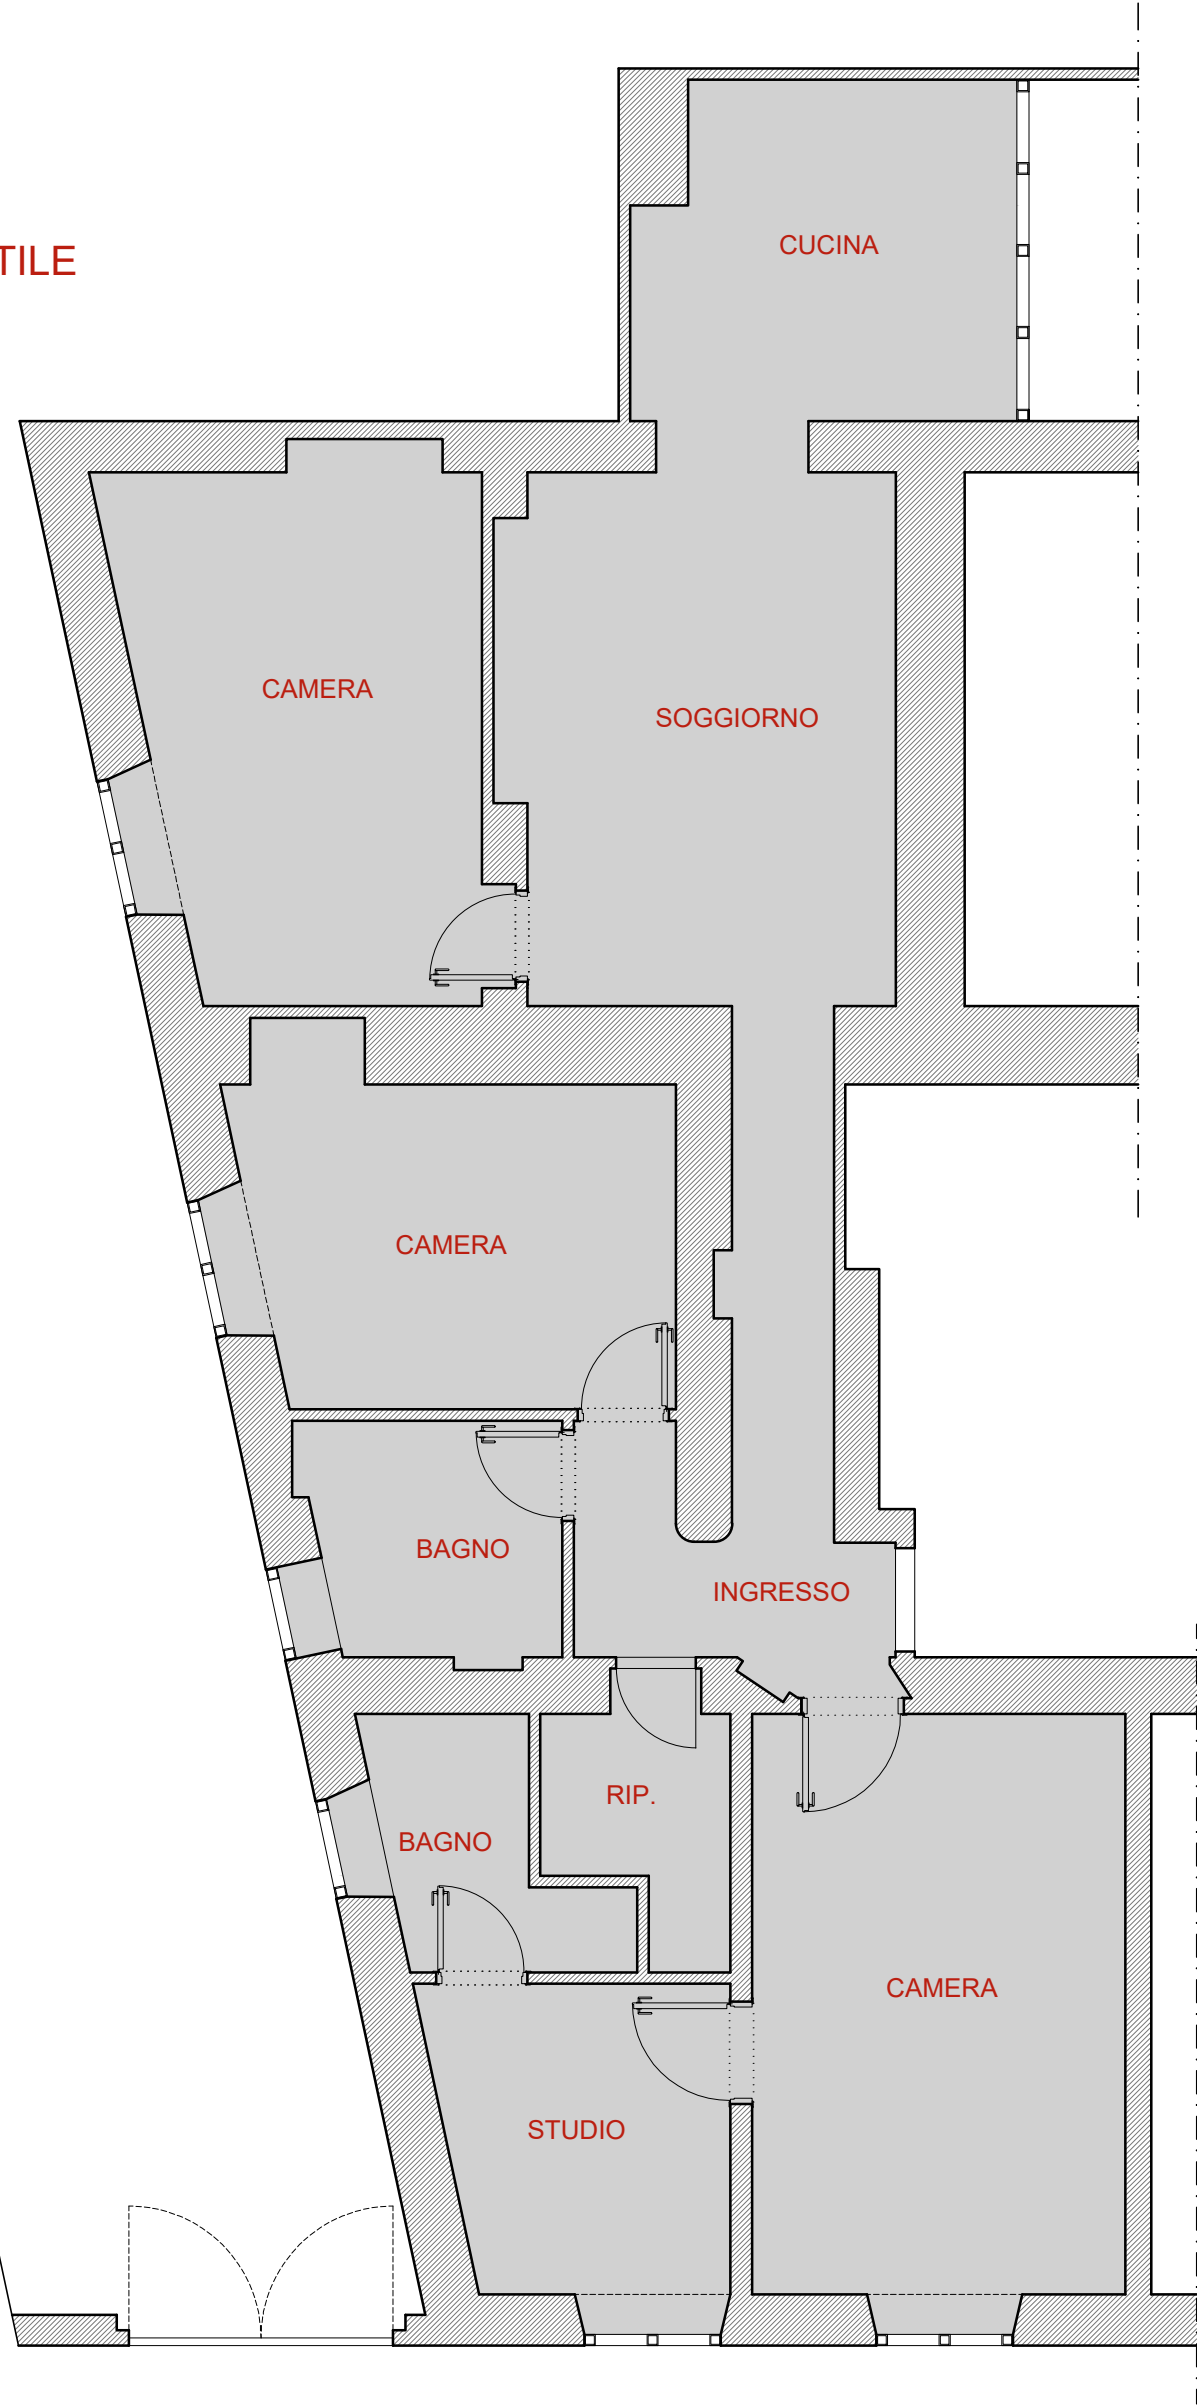 CUCINA
TILE
CAMERA
SOGGIORNO
CAMERA
BAGNO
INGRESSO
RIP.
BAGNO
CAMERA
STUDIO